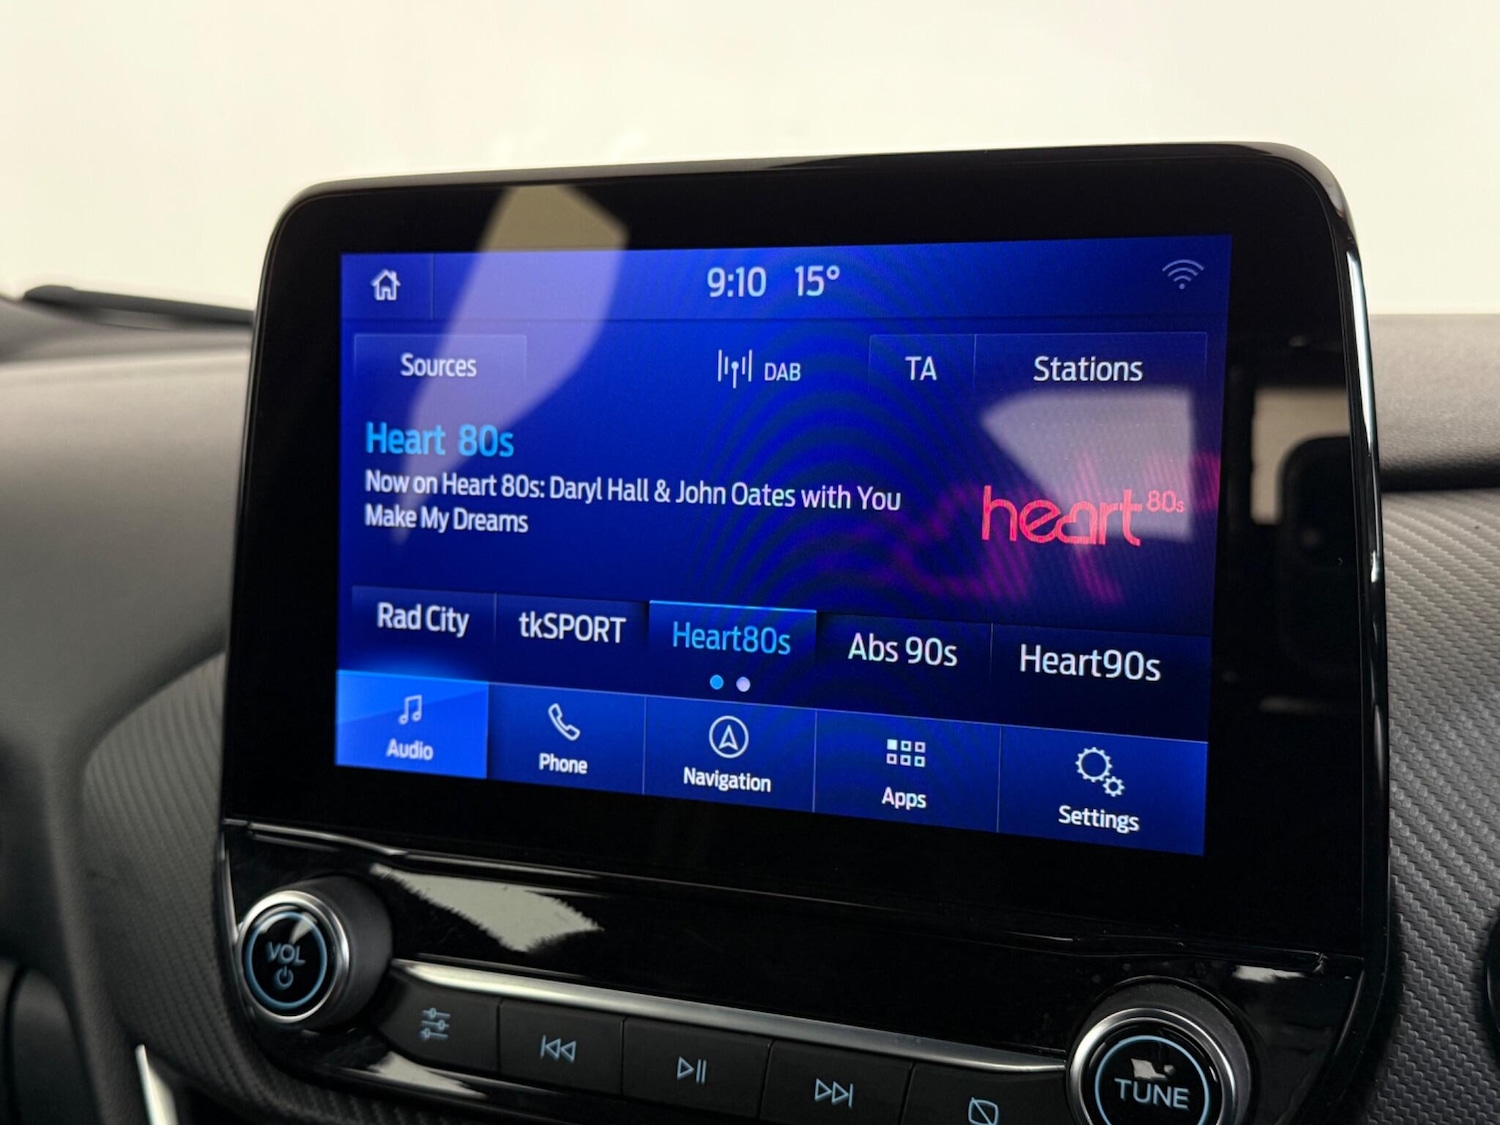 9:10 15°
Sources DAB TA Stations
Heart 80s
Now on Heart 80s: Daryl Hall & John Oates with You
Make My Dreams
heart 80s
Rad City tkSPORT Heart80s Abs 90s Heart90s
Audio Phone Navigation Apps Settings
VOL
TUNE